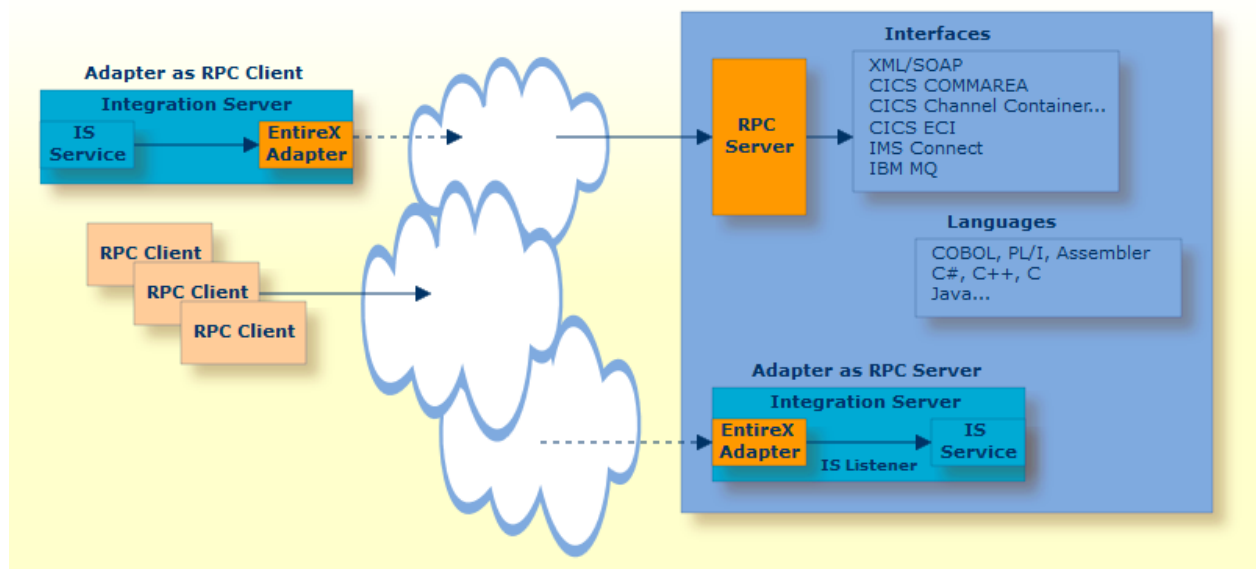 Adapter as RPC Client
Integration Server
IS
Service
EntireX
Adapter
RPC Client
RPC Client
RPC Client
RPC
Server
Interfaces
XML/SOAP
CICS COMMAREA
CICS Channel Container...
CICS ECI
IMS Connect
IBM MQ
Languages
COBOL, PL/I, Assembler
C#, C++, C
Java...
Adapter as RPC Server
Integration Server
EntireX
Adapter
IS Listener
IS
Service